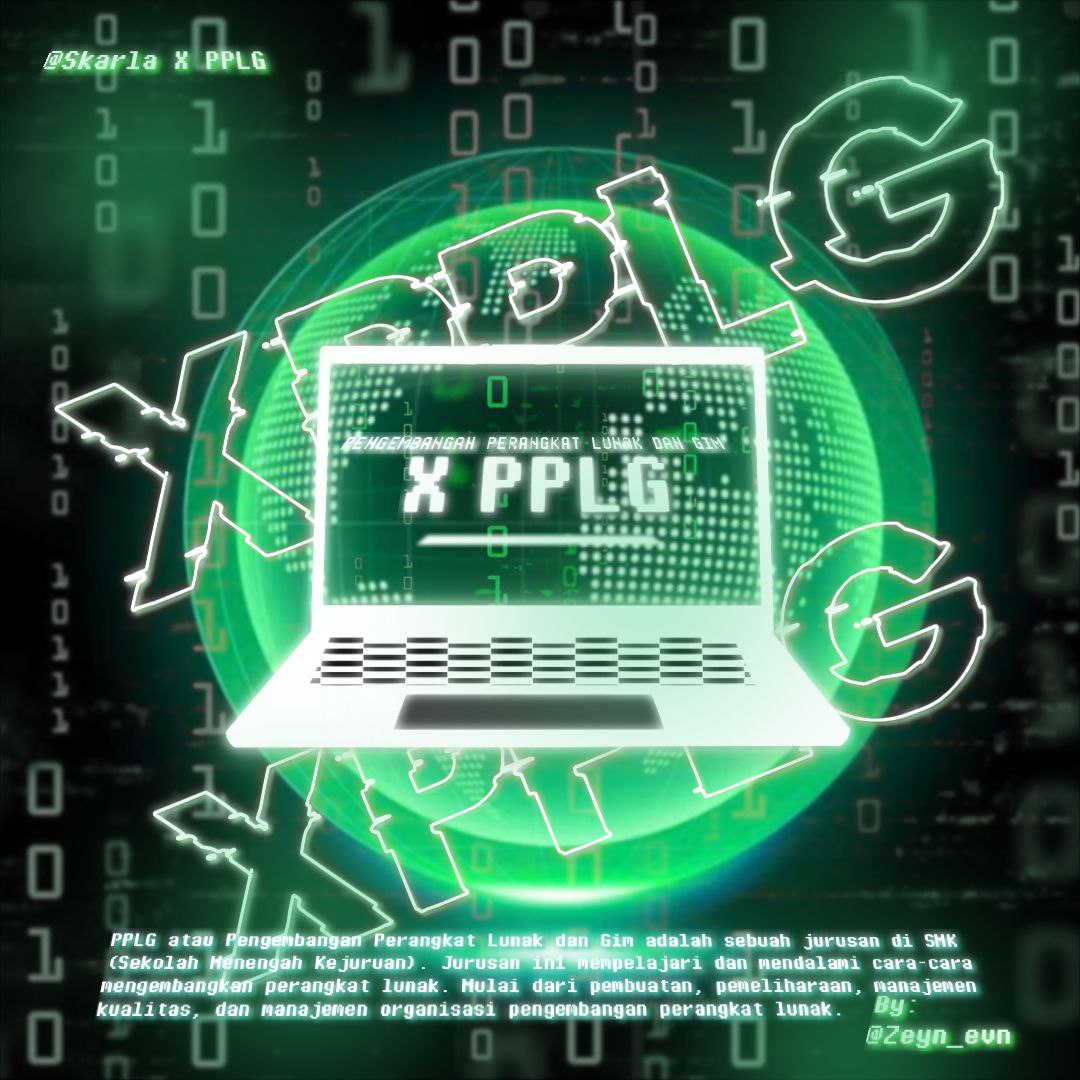 @Skarla X PPLG
X PPLG
PENGEMBANGAN PERANGKAT LUNAK DAN GIM
X PPLG
X PPLG
PPLG atau Pengembangan Perangkat Lunak dan Gim adalah sebuah jurusan di SMK
(Sekolah Menengah Kejuruan). Jurusan ini mempelajari dan mendalami cara-cara
mengembangkan perangkat lunak. Mulai dari pembuatan, pemeliharaan, manajemen
kualitas, dan manajemen organisasi pengembangan perangkat lunak.
By:
@Zeyn_evn